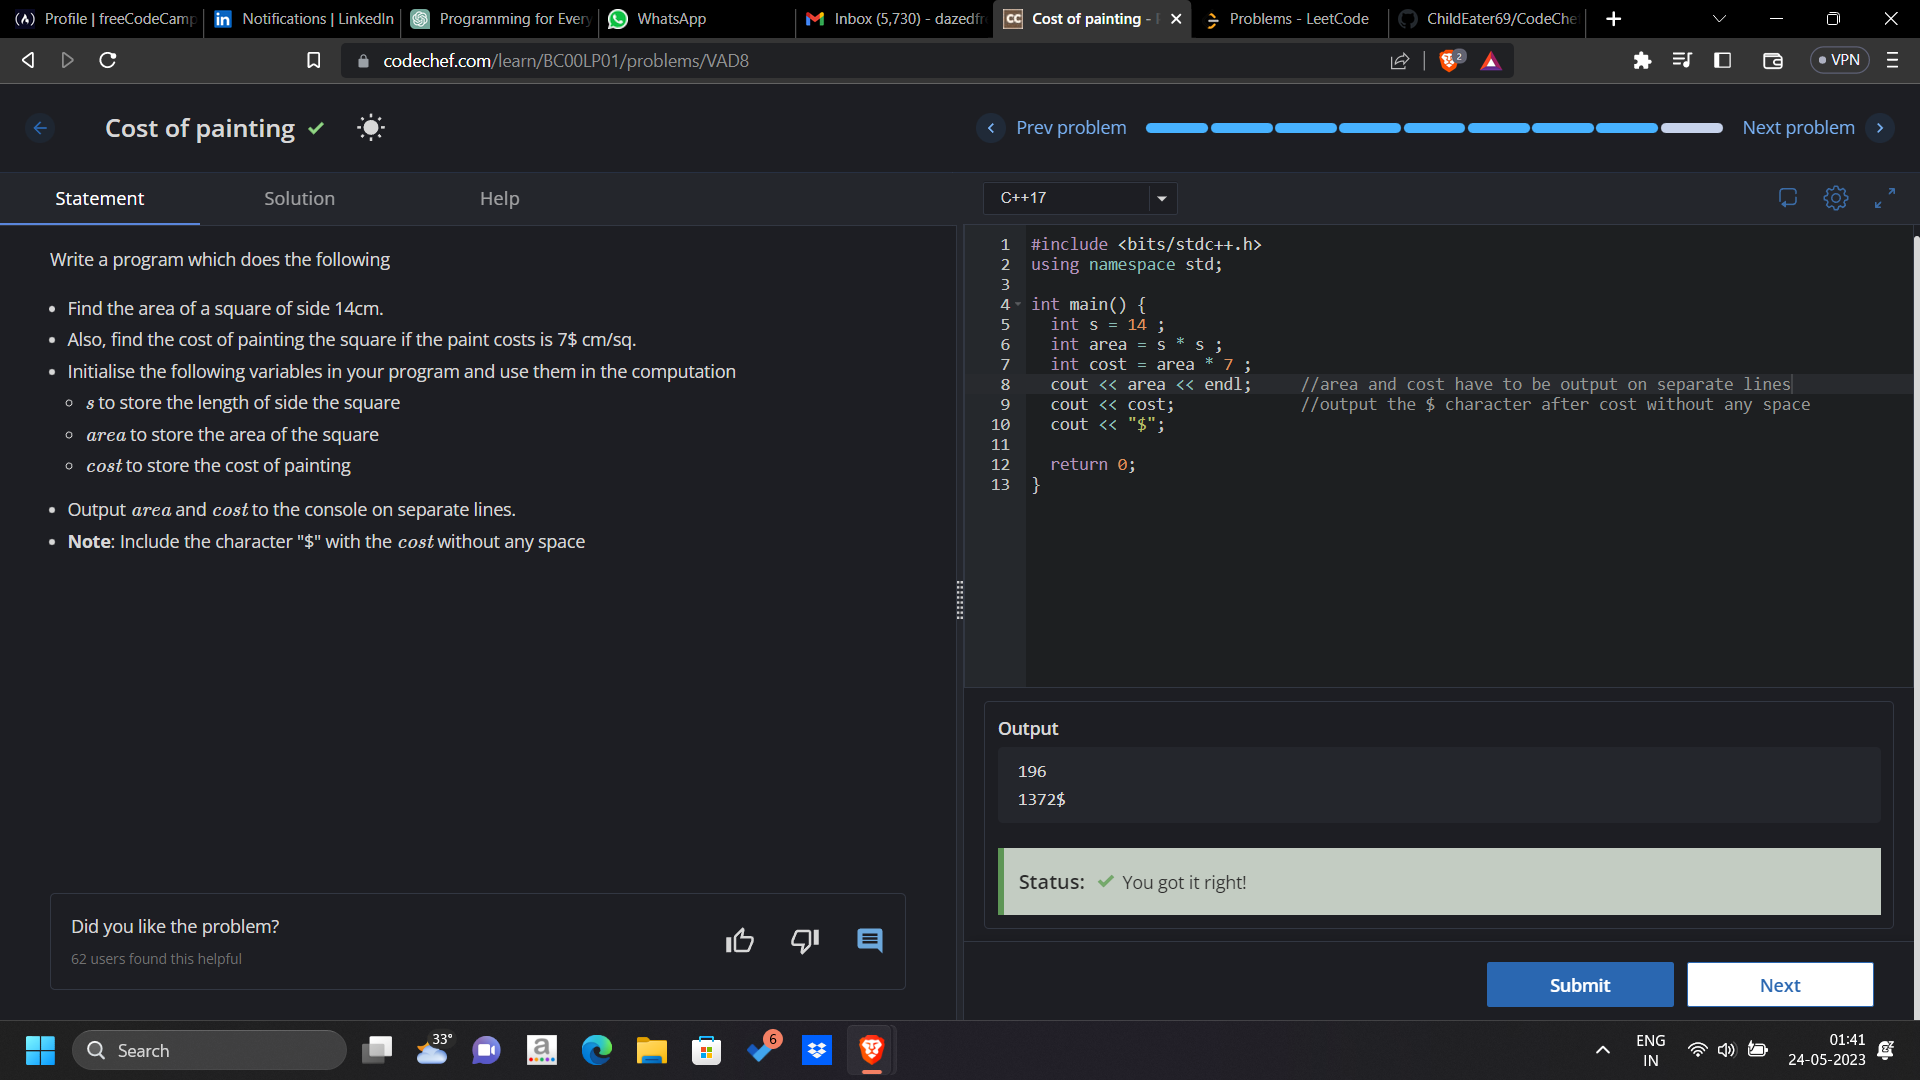 Profile | freeCodeCamp
Notifications | LinkedIn
Programming for Every
WhatsApp
Inbox (5,730) - dazedfr
CC Cost of painting -
Problems - LeetCode
ChildEater69/CodeChe
codechef.com/learn/BC00LP01/problems/VAD8
2
VPN
Cost of painting
Prev problem
Next problem
Statement
Solution
Help
C++17
Write a program which does the following
Find the area of a square of side 14cm.
Also, find the cost of painting the square if the paint costs is 7$ cm/sq.
Initialise the following variables in your program and use them in the computation
s to store the length of side the square
area to store the area of the square
cost to store the cost of painting
Output area and cost to the console on separate lines.
Note: Include the character "$" with the cost without any space
1 #include <bits/stdc++.h>
2 using namespace std;
3
4 int main() {
5 int s = 14 ;
6 int area = s * s ;
7 int cost = area * 7 ;
8 cout << area << endl; //area and cost have to be output on separate lines
9 cout << cost; //output the $ character after cost without any space
10 cout << "$";
11
12 return 0;
13 }
Output
196
1372$
Status: You got it right!
Did you like the problem?
62 users found this helpful
Submit
Next
Search
33°
a
6
ENG
IN
01:41
24-05-2023